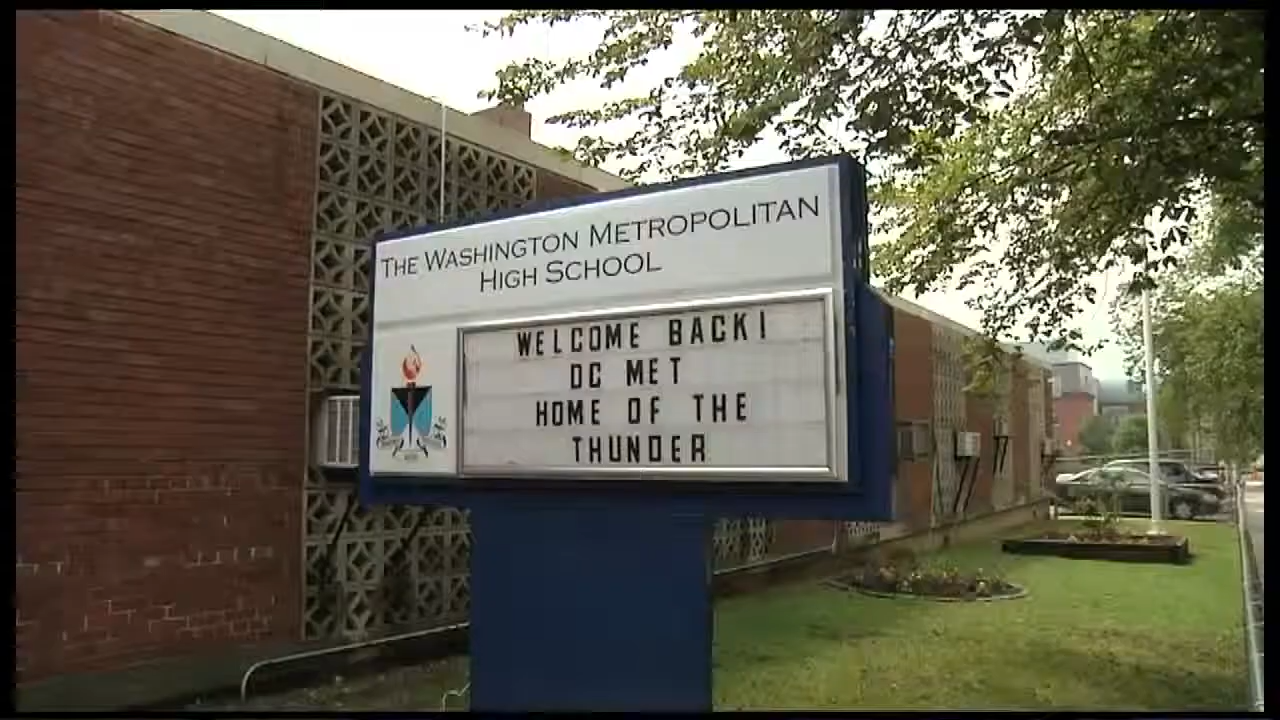 THE WASHINGTON METROPOLITAN
HIGH SCHOOL
WELCOME BACK!
DC MET
HOME OF THE
THUNDER